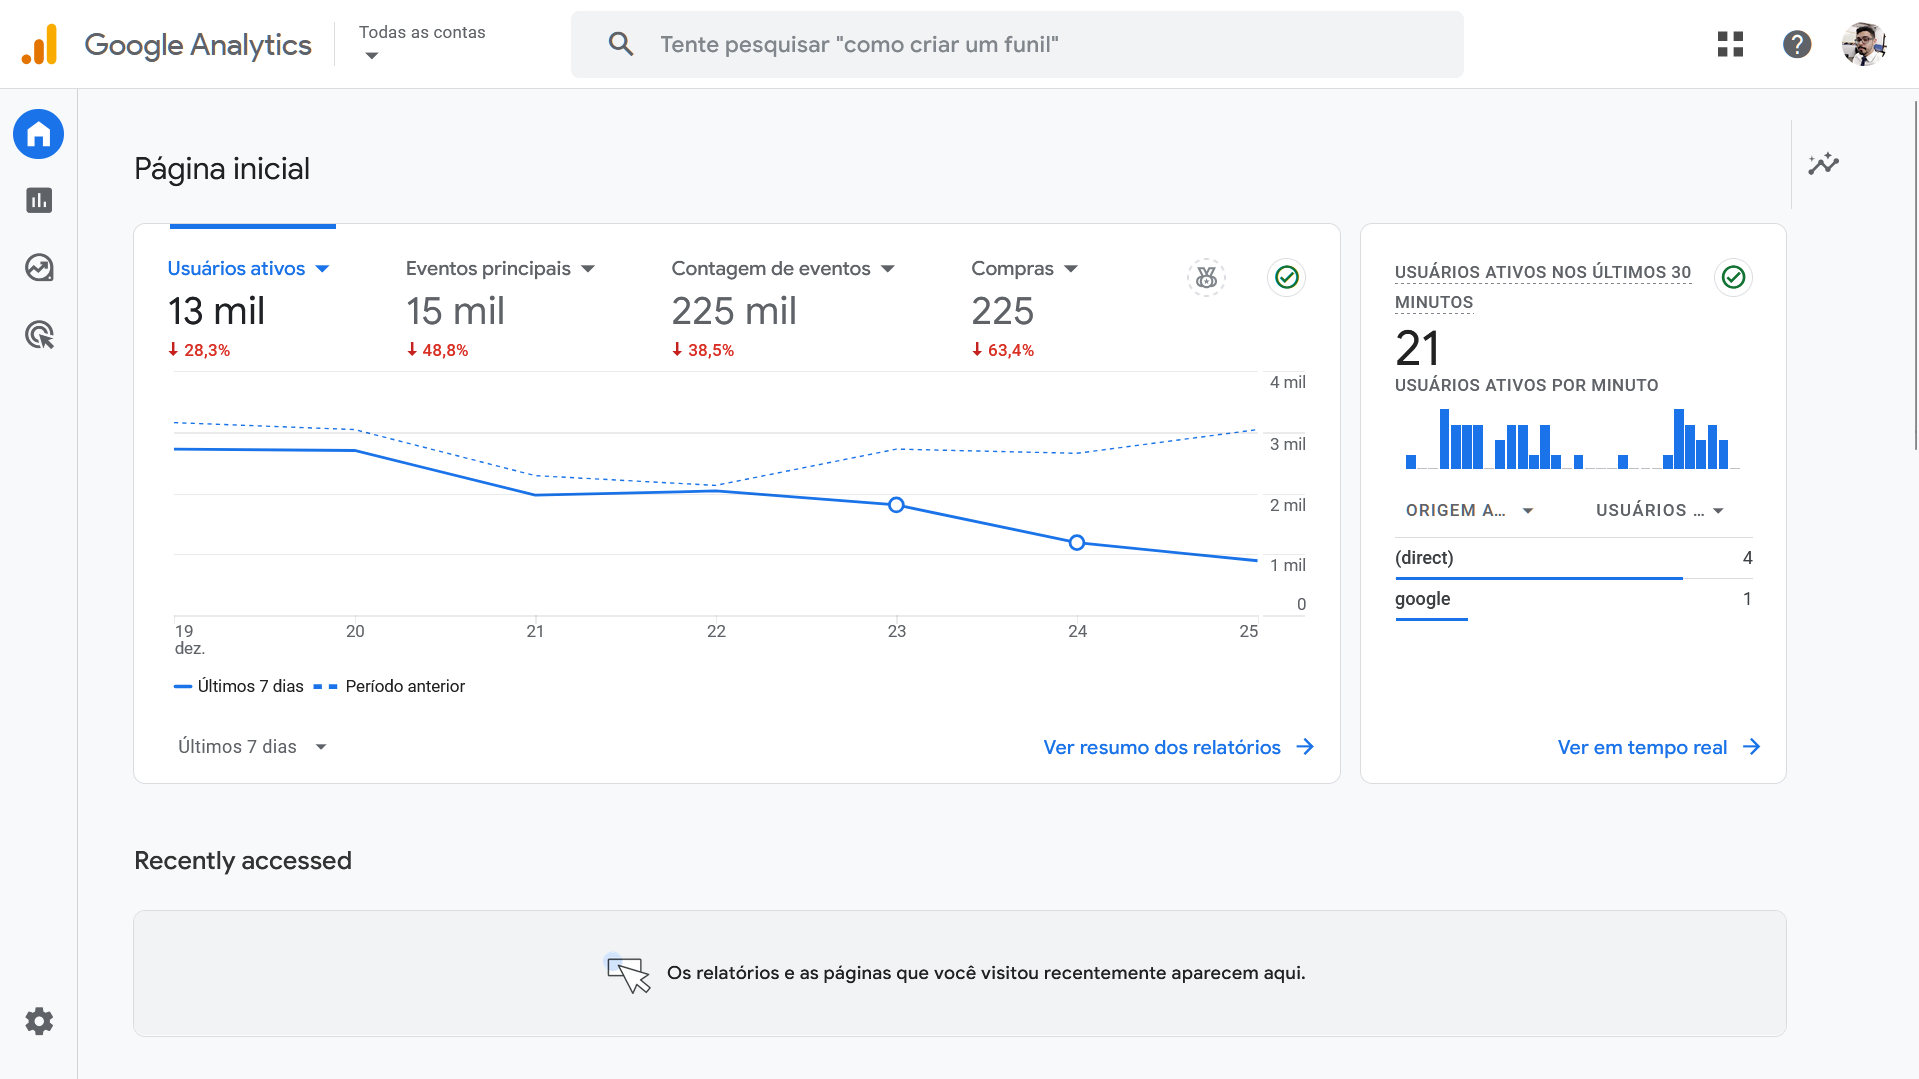 Google Analytics
Todas as contas
Tente pesquisar "como criar um funil"
Página inicial
Usuários ativos
13 mil
28,3%
Eventos principais
15 mil
48,8%
Contagem de eventos
225 mil
38,5%
Compras
225
63,4%
4 mil
3 mil
2 mil
1 mil
0
19
dez.
20
21
22
23
24
25
Últimos 7 dias
Período anterior
Últimos 7 dias
Ver resumo dos relatórios
USUÁRIOS ATIVOS NOS ÚLTIMOS 30
MINUTOS
21
USUÁRIOS ATIVOS POR MINUTO
ORIGEM A...
USUÁRIOS ...
(direct) 4
google 1
Ver em tempo real
Recently accessed
Os relatórios e as páginas que você visitou recentemente aparecem aqui.